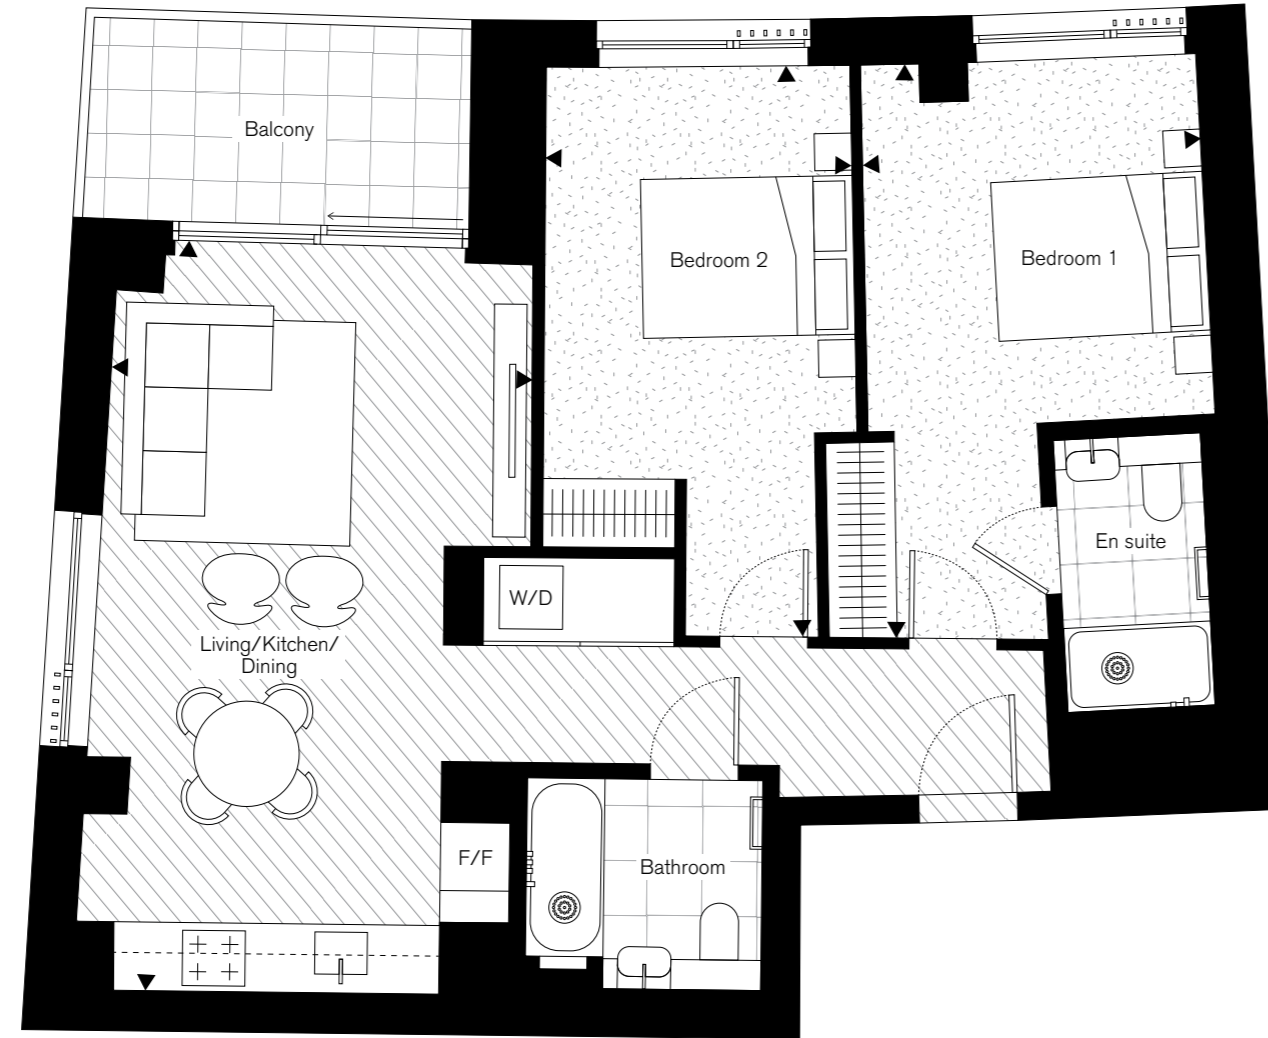 Balcony
Bedroom 2
Bedroom 1
En suite
W/D
Living/Kitchen/
Dining
F/F
Bathroom